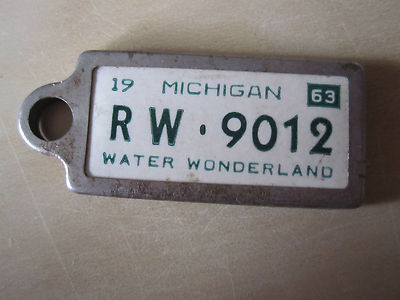 19 MICHIGAN 63
RW·9012
WATER WONDERLAND